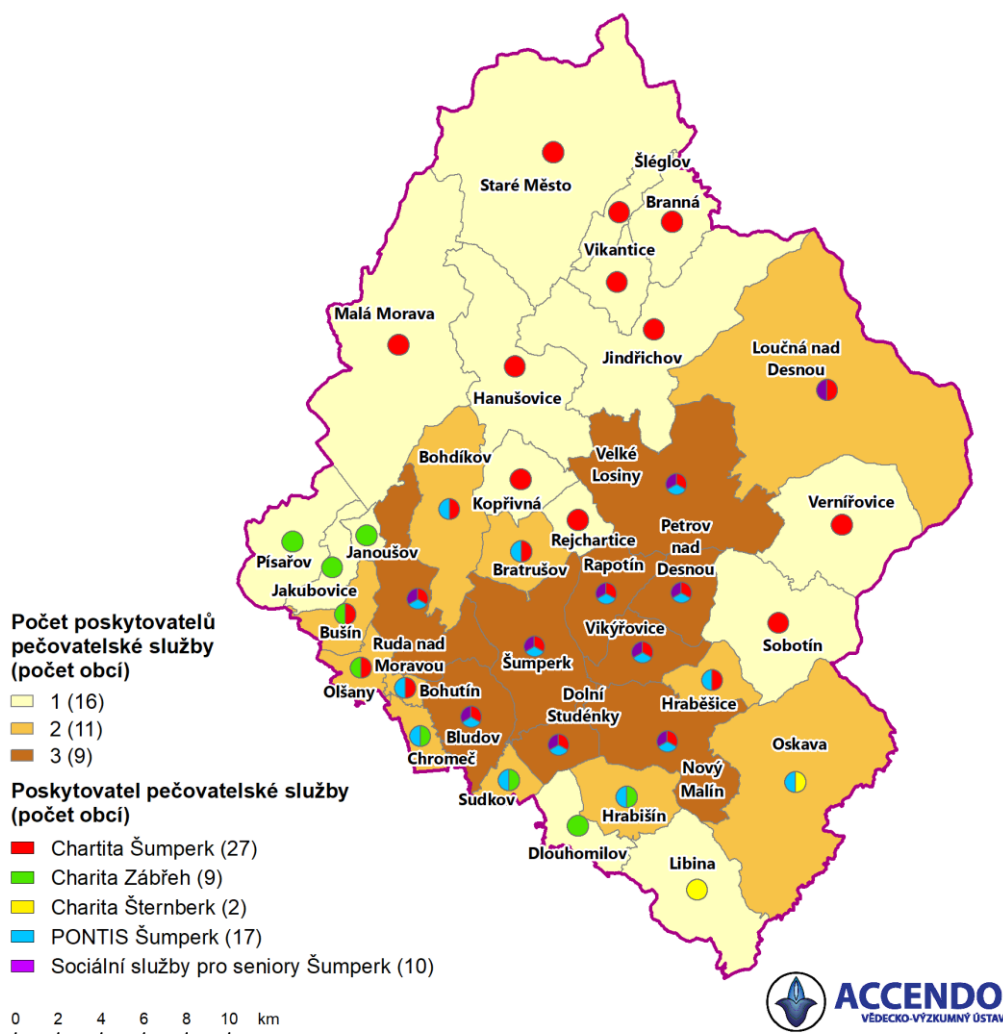 Šléglov
Staré Město
Branná
Vikantice
Malá Morava
Jindřichov
Loučná nad
Desnou
Hanušovice
Bohdíkov
Velké
Losiny
Kopřivná
Vernířovice
Rejchartice
Petrov
nad
Desnou
Písařov
Janoušov
Bratrušov
Rapotín
Jakubovice
Bušín
Vikýřovice
Ruda nad
Moravou
Šumperk
Sobotín
Olšany
Bohutín
Hraběšice
Dolní
Studénky
Bludov
Oskava
Chromeč
Nový
Malín
Sudkov
Hrabišín
Dlouhomilov
Libina
Počet poskytovatelů
pečovatelské služby
(počet obcí)
1 (16)
2 (11)
3 (9)
Poskytovatel pečovatelské služby
(počet obcí)
Chartita Šumperk (27)
Charita Zábřeh (9)
Charita Šternberk (2)
PONTIS Šumperk (17)
Sociální služby pro seniory Šumperk (10)
0 2 4 6 8 10 km
ACCENDO
VĚDECKO-VÝZKUMNÝ ÚSTAV